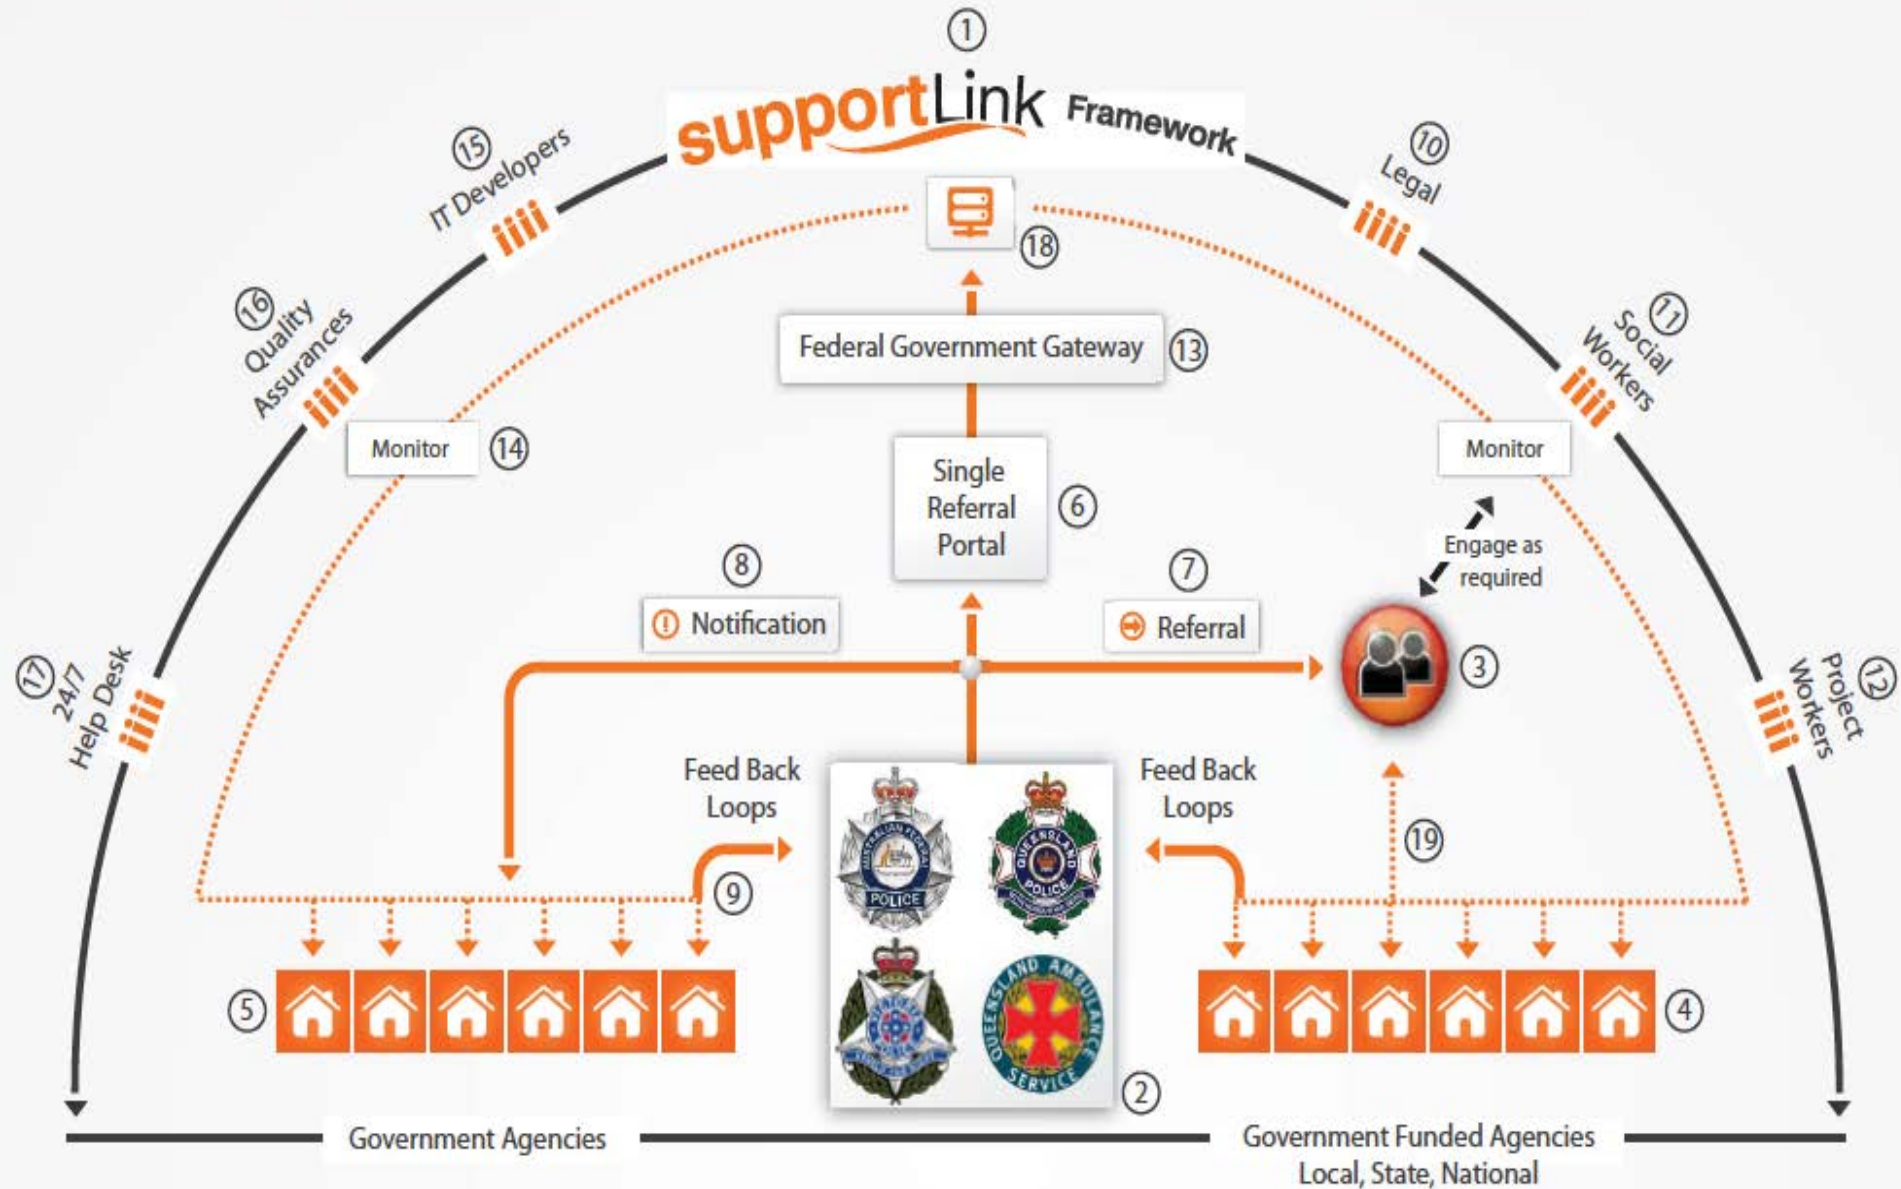 1
supportLink Framework
15
IT Developers
10
Legal
18
16
Quality
Assurances
11
Social
Workers
Federal Government Gateway
13
Monitor
14
Monitor
Single
Referral
Portal
6
Engage as
required
8
Notification
7
Referral
3
17
24/7
Help Desk
12
Project
Workers
Feed Back
Loops
Feed Back
Loops
19
9
AUSTRALIAN FEDERAL
POLICE
QUEENSLAND
POLICE
QUEENSLAND AMBULANCE
SERVICE
5
4
2
Government Agencies
Government Funded Agencies
Local, State, National